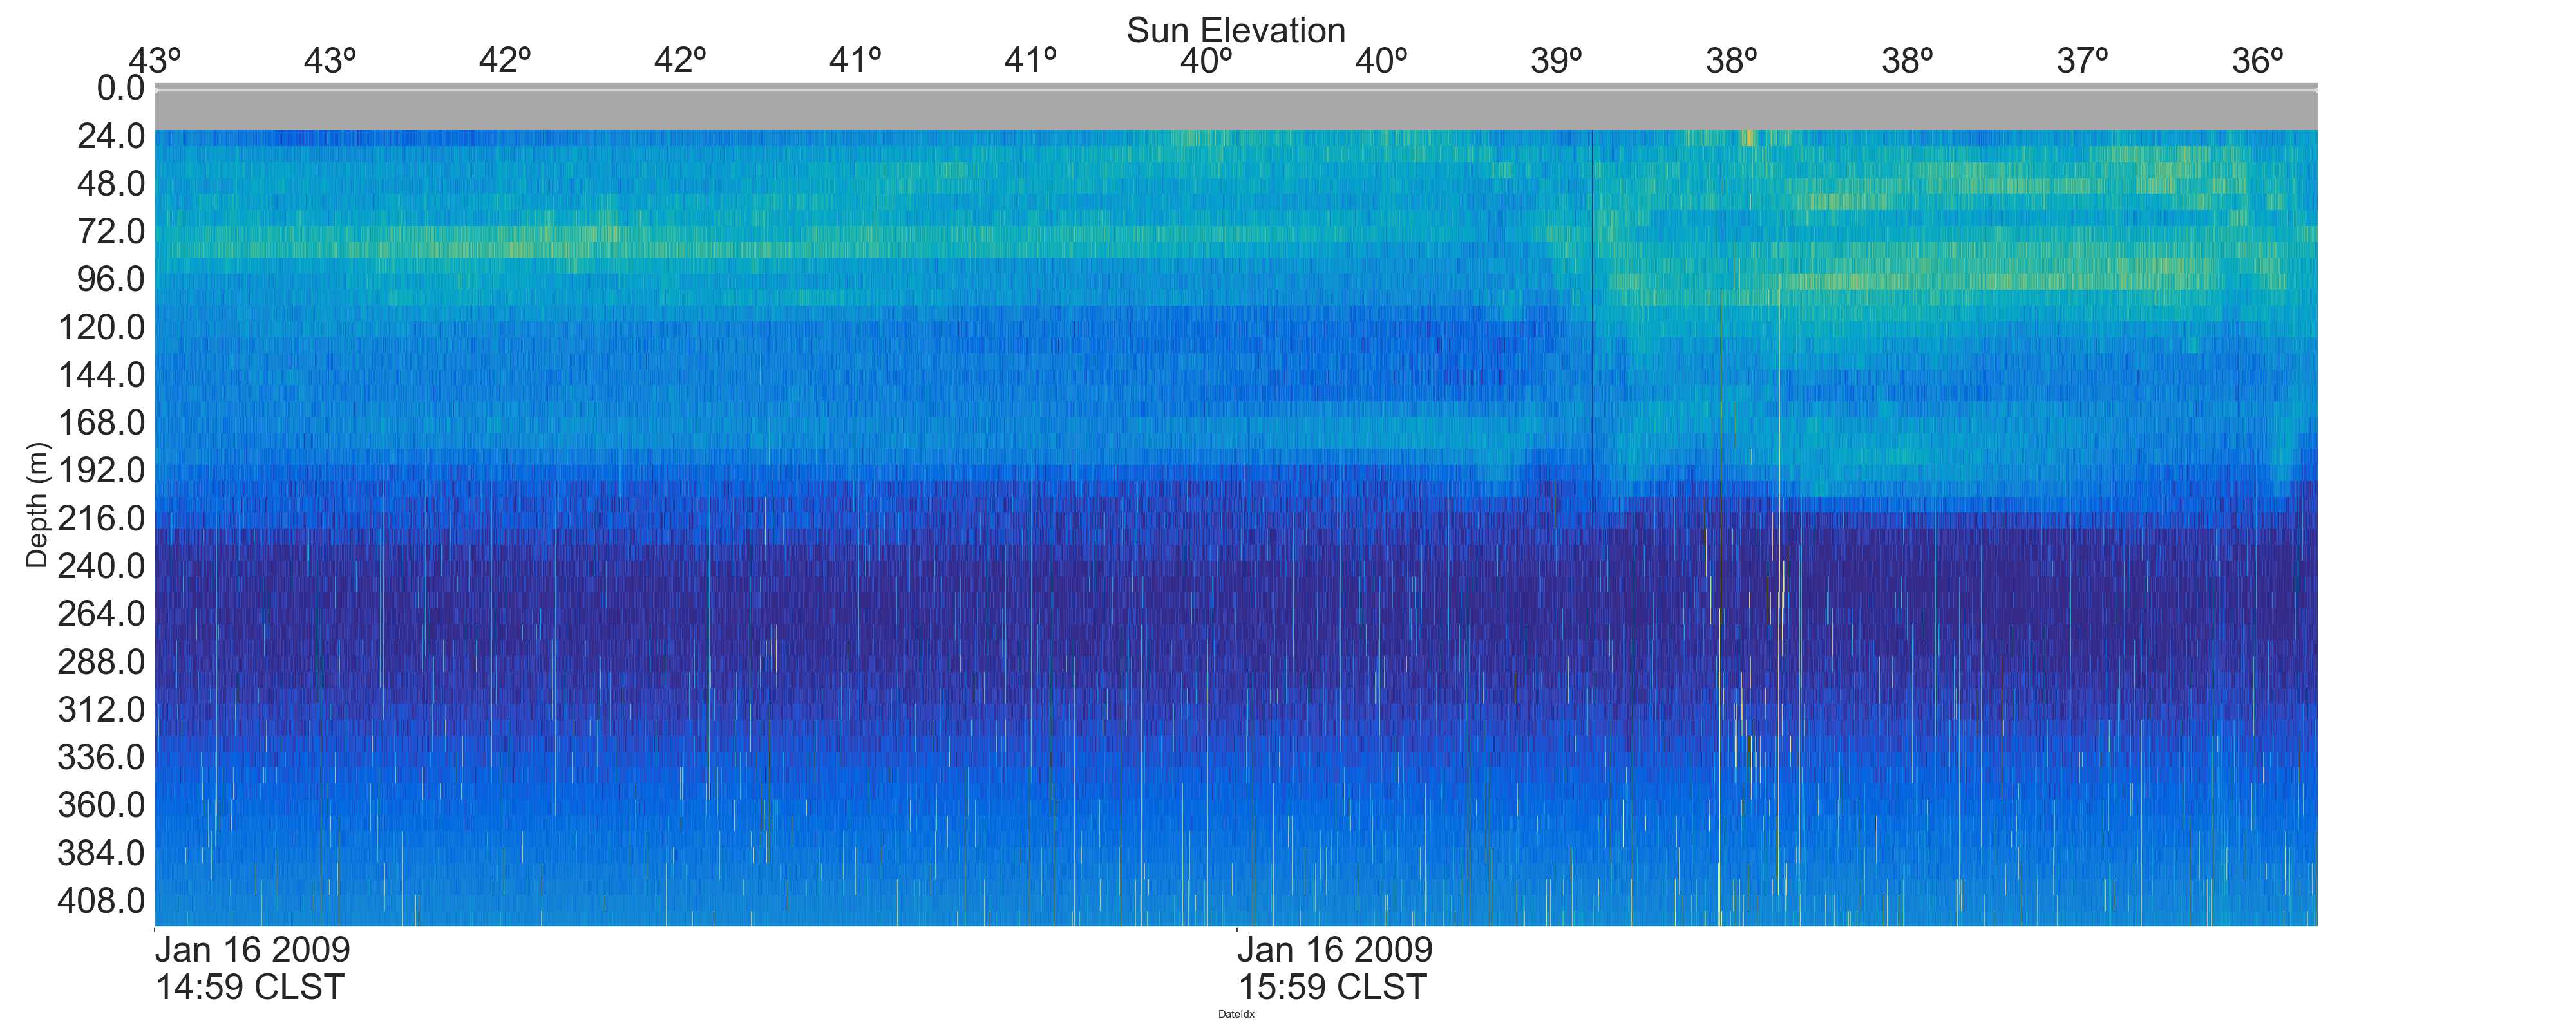 Sun Elevation
43º 43º 42º 42º 41º 41º 40º 40º 39º 38º 38º 37º 36º
0.0
24.0
48.0
72.0
96.0
120.0
144.0
168.0
192.0
216.0
240.0
264.0
288.0
312.0
336.0
360.0
384.0
408.0
Depth (m)
Jan 16 2009
14:59 CLST
Jan 16 2009
15:59 CLST
DateIdx